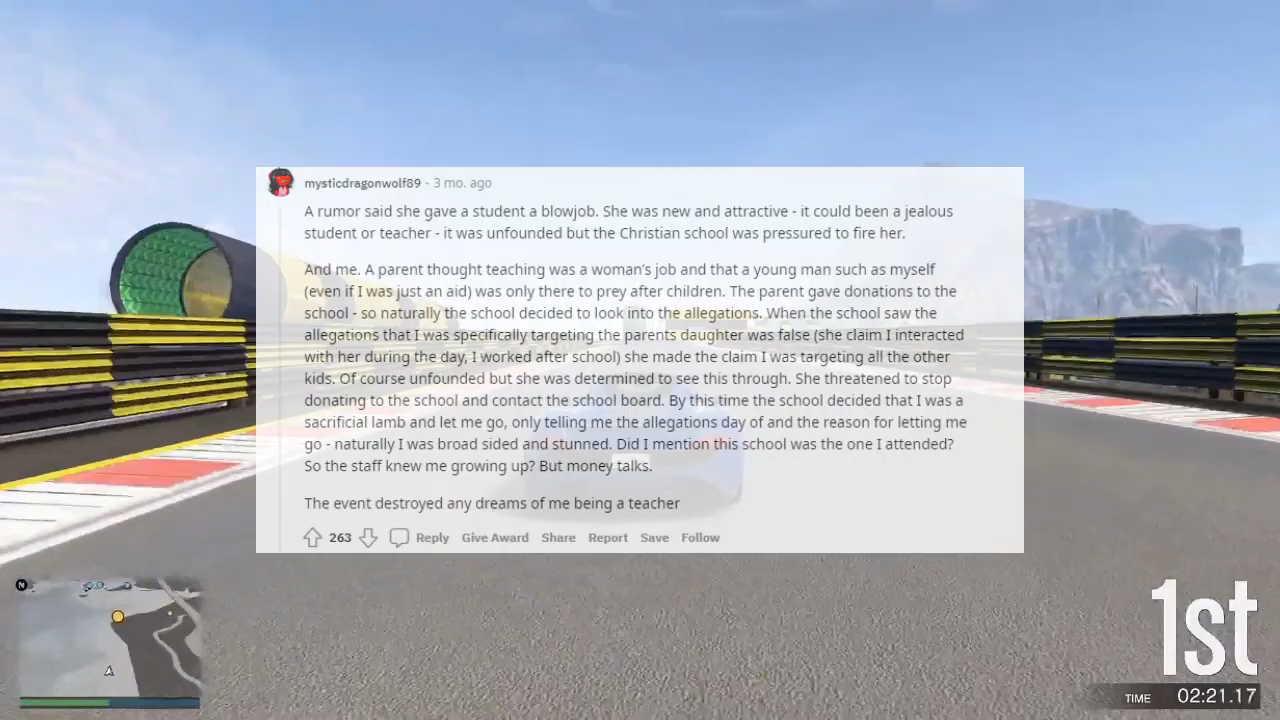 mysticdragonwolf89 · 3 mo. ago
A rumor said she gave a student a blowjob. She was new and attractive - it could been a jealous
student or teacher - it was unfounded but the Christian school was pressured to fire her.
And me. A parent thought teaching was a woman's job and that a young man such as myself
(even if I was just an aid) was only there to prey after children. The parent gave donations to the
school - so naturally the school decided to look into the allegations. When the school saw the
allegations that I was specifically targeting the parents daughter was false (she claim I interacted
with her during the day, I worked after school) she made the claim I was targeting all the other
kids. Of course unfounded but she was determined to see this through. She threatened to stop
donating to the school and contact the school board. By this time the school decided that I was a
sacrificial lamb and let me go, only telling me the allegations day of and the reason for letting me
go - naturally I was broad sided and stunned. Did I mention this school was the one I attended?
So the staff knew me growing up? But money talks.
The event destroyed any dreams of me being a teacher
263 Reply Give Award Share Report Save Follow
N
1st
TIME 02:21.17